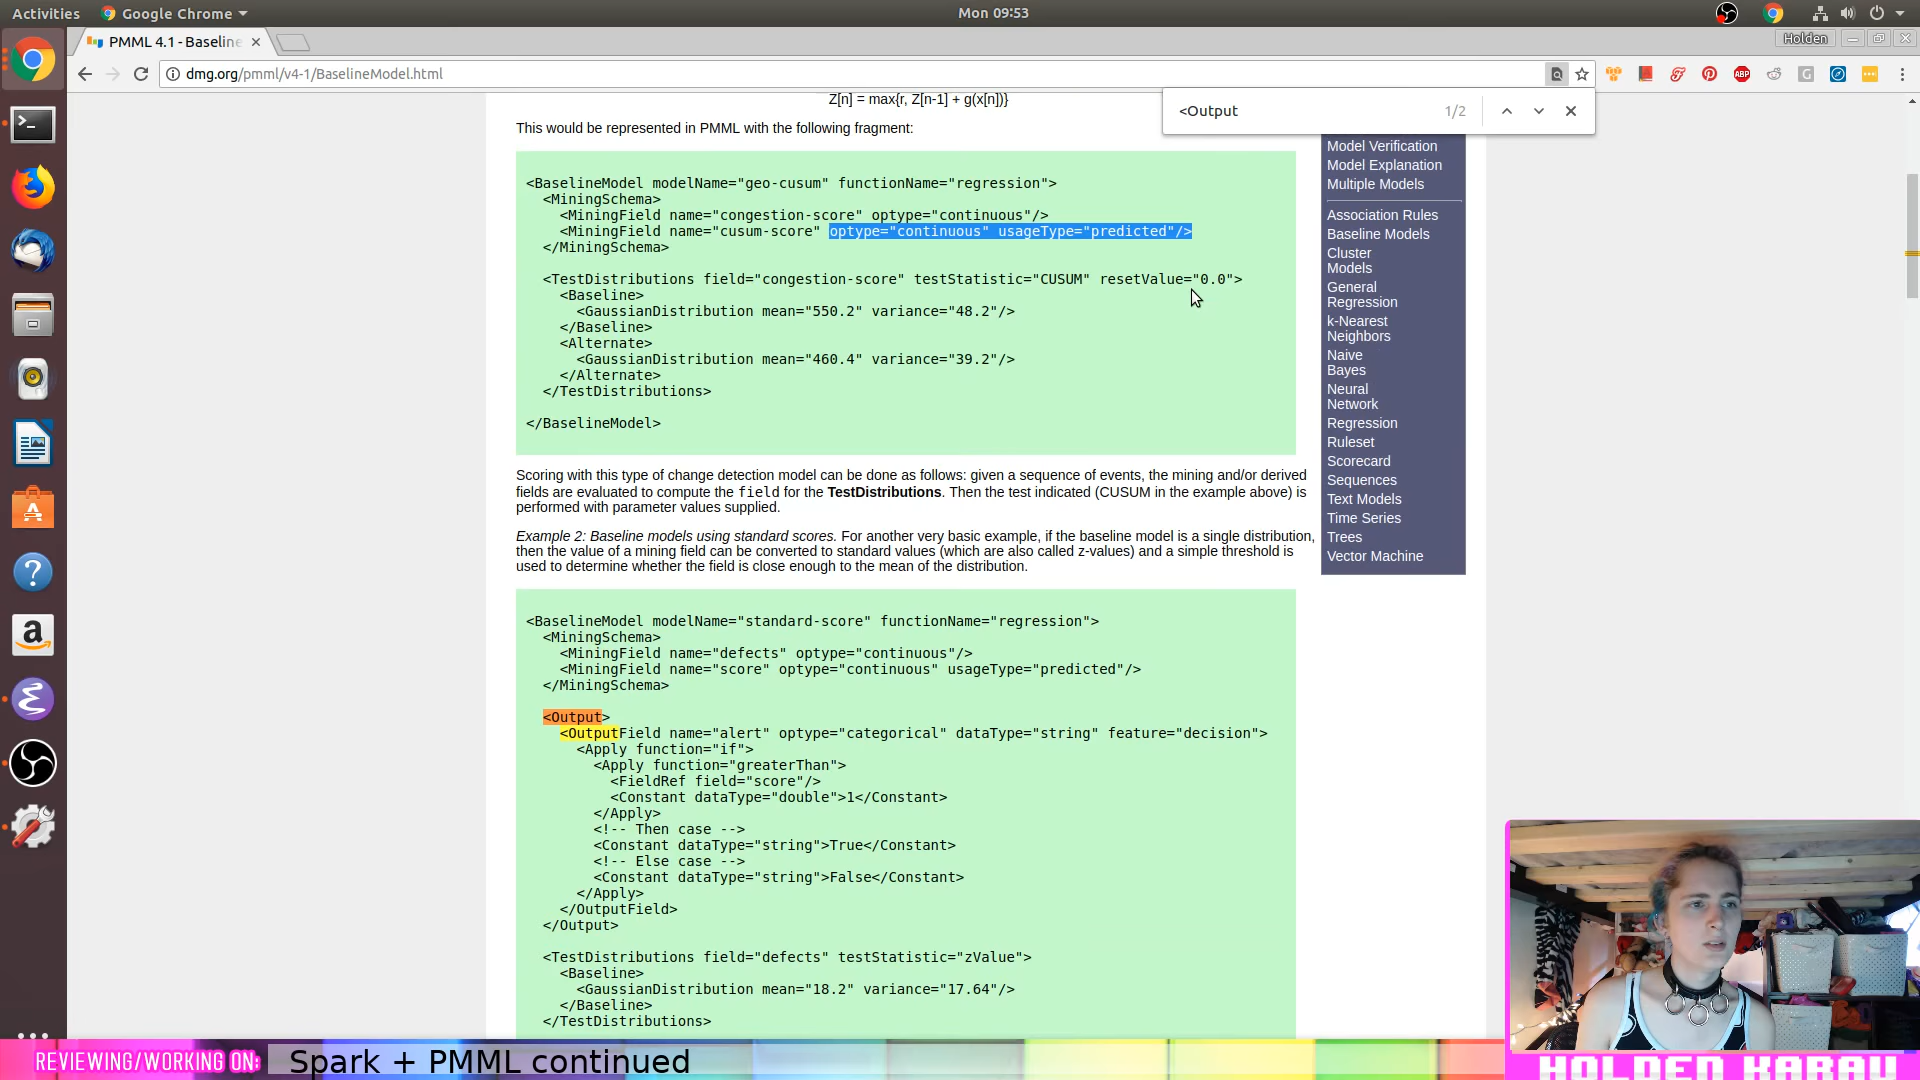 Activities
Google Chrome
Mon 09:53
PMML 4.1 - Baseline
Holden
dmg.org/pmml/v4-1/BaselineModel.html
<Output 1/2
Z[n] = max{r, Z[n-1] + g(x[n])}
This would be represented in PMML with the following fragment:
<BaselineModel modelName="geo-cusum" functionName="regression">
<MiningSchema>
<MiningField name="congestion-score" optype="continuous"/>
<MiningField name="cusum-score" optype="continuous" usageType="predicted"/>
</MiningSchema>
<TestDistributions field="congestion-score" testStatistic="CUSUM" resetValue="0.0">
<Baseline>
<GaussianDistribution mean="550.2" variance="48.2"/>
</Baseline>
<Alternate>
<GaussianDistribution mean="460.4" variance="39.2"/>
</Alternate>
</TestDistributions>
</BaselineModel>
Scoring with this type of change detection model can be done as follows: given a sequence of events, the mining and/or derived
fields are evaluated to compute the field for the TestDistributions. Then the test indicated (CUSUM in the example above) is
performed with parameter values supplied.
Example 2: Baseline models using standard scores. For another very basic example, if the baseline model is a single distribution,
then the value of a mining field can be converted to standard values (which are also called z-values) and a simple threshold is
used to determine whether the field is close enough to the mean of the distribution.
<BaselineModel modelName="standard-score" functionName="regression">
<MiningSchema>
<MiningField name="defects" optype="continuous"/>
<MiningField name="score" optype="continuous" usageType="predicted"/>
</MiningSchema>
<Output>
<OutputField name="alert" optype="categorical" dataType="string" feature="decision">
<Apply function="if">
<Apply function="greaterThan">
<FieldRef field="score"/>
<Constant dataType="double">1</Constant>
</Apply>
<!-- Then case -->
<Constant dataType="string">True</Constant>
<!-- Else case -->
<Constant dataType="string">False</Constant>
</Apply>
</OutputField>
</Output>
<TestDistributions field="defects" testStatistic="zValue">
<Baseline>
<GaussianDistribution mean="18.2" variance="17.64"/>
</Baseline>
</TestDistributions>
Model Verification
Model Explanation
Multiple Models
Association Rules
Baseline Models
Cluster
Models
General
Regression
k-Nearest
Neighbors
Naive
Bayes
Neural
Network
Regression
Ruleset
Scorecard
Sequences
Text Models
Time Series
Trees
Vector Machine
REVIEWING/WORKING ON:
Spark + PMML continued
HOLDEN KARAU